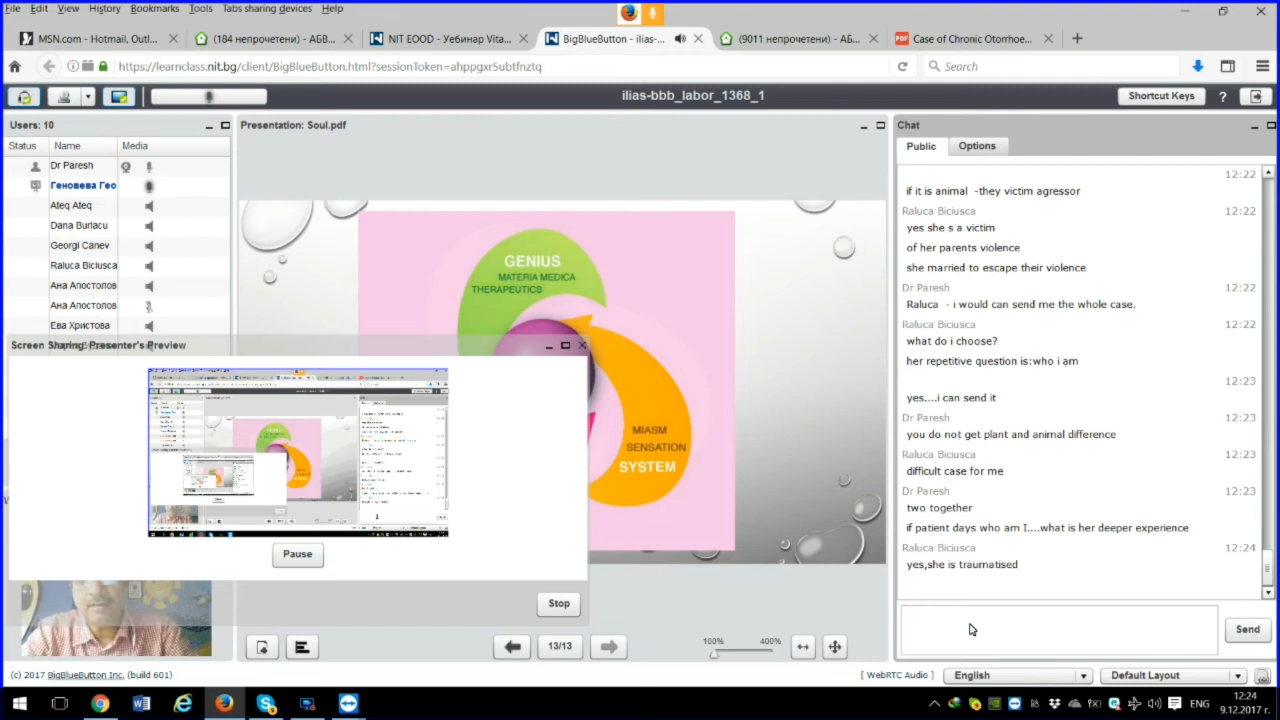 File Edit View History Bookmarks Tools Tabs sharing devices Help
MSN.com - Hotmail, Outl...
(184 непрочетени) - АБВ...
NIT EOOD - Уебинар Vita...
BigBlueButton - ilias-...
(9011 непрочетени) - АБ...
Case of Chronic Otorrhoe...
https://learnclass.nit.bg/client/BigBlueButton.html?sessionToken=ahppgxr5ubtfnztq
Search
ilias-bbb_labor_1368_1
Shortcut Keys
?
Users: 10
Status Name Media
Dr Paresh
Геновева Гео
Ateq Ateq
Dana Burlacu
Georgi Canev
Raluca Biciusca
Ана Апостолов
Ана Апостолов
Ева Христова
Presentation: Soul.pdf
GENIUS
MATERIA MEDICA
THERAPEUTICS
MIASM
SENSATION
SYSTEM
Screen Sharing: Presenter's Preview
Pause
Stop
13/13
100% 400%
Chat
Public Options
12:22
if it is animal -they victim agressor
Raluca Biciusca 12:22
yes she s a victim
of her parents violence
she married to escape their violence
Dr Paresh 12:22
Raluca - i would can send me the whole case.
Raluca Biciusca 12:22
what do i choose?
her repetitive question is:who i am
12:23
yes....i can send it
Dr Paresh 12:23
you do not get plant and animal difference
Raluca Biciusca 12:23
difficult case for me
Dr Paresh 12:23
two together
if patient days who am I....what is her deeper experience
Raluca Biciusca 12:24
yes,she is traumatised
Send
(c) 2017 BigBlueButton Inc. (build 601)
[ WebRTC Audio ]
English
Default Layout
ENG
12:24
9.12.2017 г.